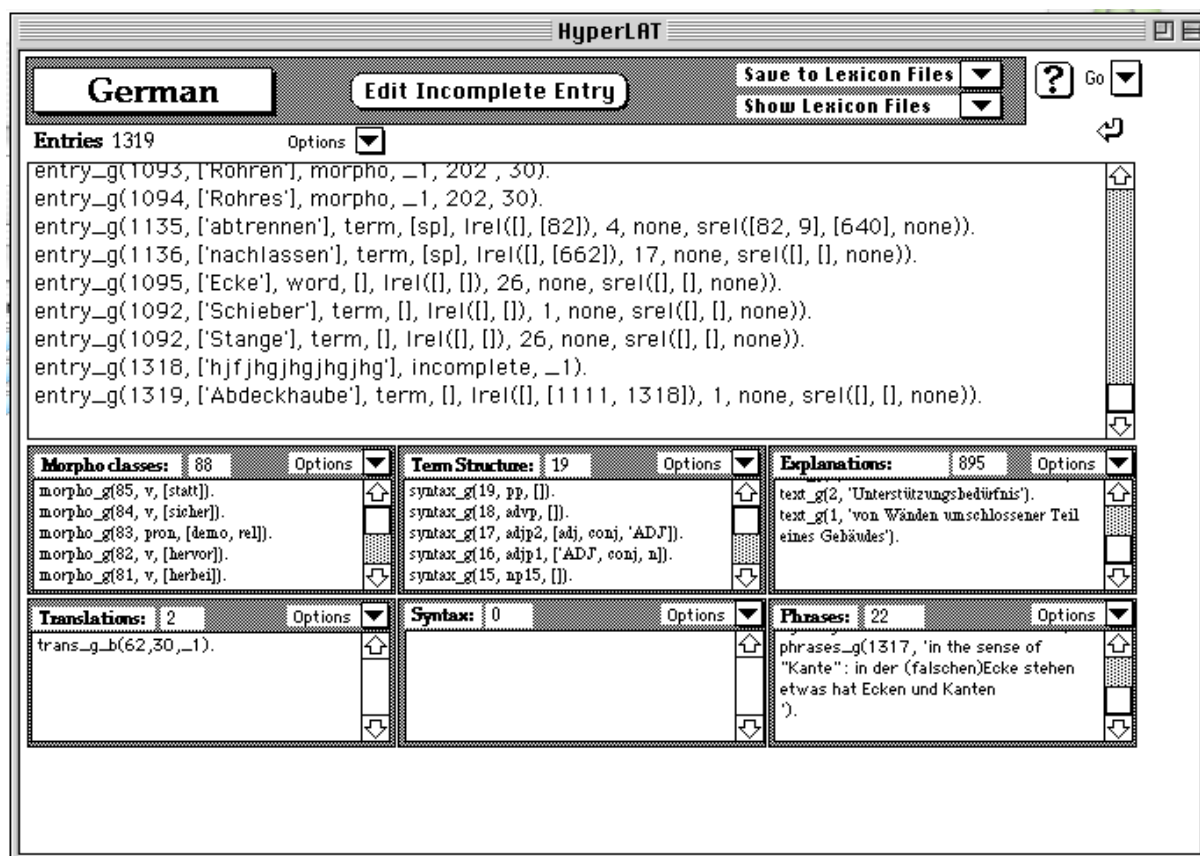 HyperLAT
German
Edit Incomplete Entry
Save to Lexicon Files
Show Lexicon Files
?
Go
Entries 1319
Options
entry_g(1093, ['Rohren'], morpho, _1, 202 , 30).
entry_g(1094, ['Rohres'], morpho, _1, 202, 30).
entry_g(1135, ['abtrennen'], term, [sp], lrel([], [82]), 4, none, srel([82, 9], [640], none)).
entry_g(1136, ['nachlassen'], term, [sp], lrel([], [662]), 17, none, srel([], [], none)).
entry_g(1095, ['Ecke'], word, [], lrel([], []), 26, none, srel([], [], none)).
entry_g(1092, ['Schieber'], term, [], lrel([], []), 1, none, srel([], [], none)).
entry_g(1092, ['Stange'], term, [], lrel([], []), 26, none, srel([], [], none)).
entry_g(1318, ['hjfjhgjhgjhgjhg'], incomplete, _1).
entry_g(1319, ['Abdeckhaube'], term, [], lrel([], [1111, 1318]), 1, none, srel([], [], none)).
Morpho classes: 88 Options
morpho_g(85, v, [statt]).
morpho_g(84, v, [sicher]).
morpho_g(83, pron, [demo, rel]).
morpho_g(82, v, [hervor]).
morpho_g(81, v, [herbei]).
Term Structure: 19 Options
syntax_g(19, pp, []).
syntax_g(18, advp, []).
syntax_g(17, adjp2, [adj, conj, 'ADJ']).
syntax_g(16, adjp1, ['ADJ', conj, n]).
syntax_g(15, np15, []).
Explanations: 895 Options
text_g(2, 'Unterstützungsbedürfnis').
text_g(1, 'von Wänden umschlossener Teil
eines Gebäudes').
Translations: 2 Options
trans_g_b(62,30,_1).
Syntax: 0 Options
Phrases: 22 Options
phrases_g(1317, 'in the sense of
"Kante": in der (falschen)Ecke stehen
etwas hat Ecken und Kanten
').